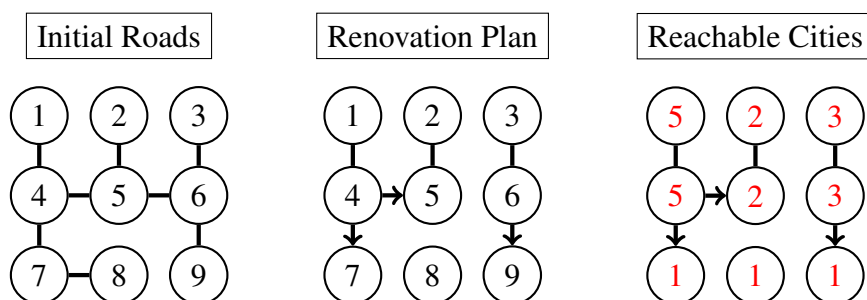 Initial Roads Renovation Plan Reachable Cities
1 2 3 1 2 3 5 2 3
4 5 6 4 5 6 5 2 3
7 8 9 7 8 9 1 1 1